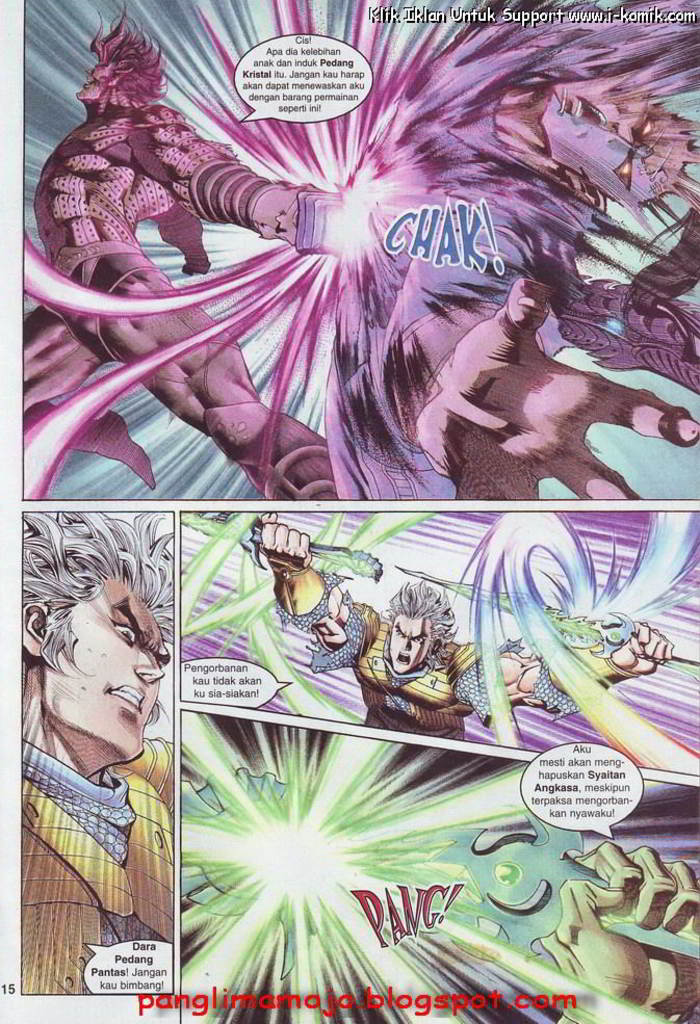 Klik Iklan Untuk Support www.i-komik.com
Cis!
Apa dia kelebihan
anak dan induk Pedang
Kristal itu. Jangan kau harap
akan dapat menewaskan aku
dengan barang permainan
seperti ini!
CHAK!
Dara
Pedang
Pantas! Jangan
kau bimbang!
Pengorbanan
kau tidak akan
ku sia-siakan!
Aku
mesti akan meng-
hapuskan Syaitan
Angkasa, meskipun
terpaksa mengorban-
kan nyawaku!
PANG!
15
panglimamaojo.blogspot.com